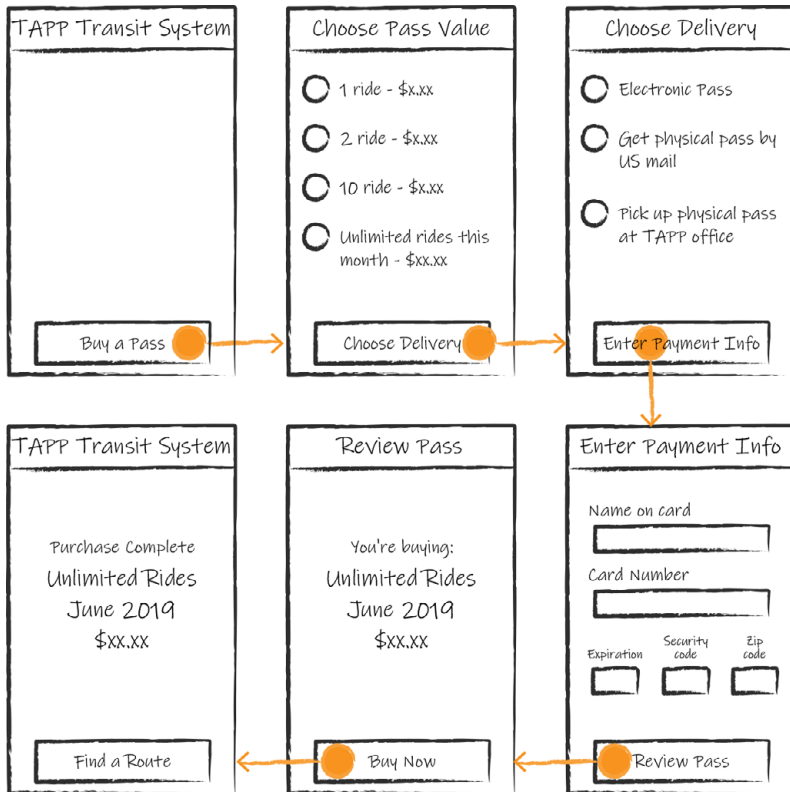 TAPP Transit System
Buy a Pass
Choose Pass Value
1 ride - $x.xx
2 ride - $x.xx
10 ride - $x.xx
Unlimited rides this
month - $xx.xx
Choose Delivery
Choose Delivery
Electronic Pass
Get physical pass by
US mail
Pick up physical pass
at TAPP office
Enter Payment Info
Enter Payment Info
Name on card
Card Number
Expiration
Security
code
Zip
code
Review Pass
Review Pass
You're buying:
Unlimited Rides
June 2019
$xx.xx
Buy Now
TAPP Transit System
Purchase Complete
Unlimited Rides
June 2019
$xx.xx
Find a Route